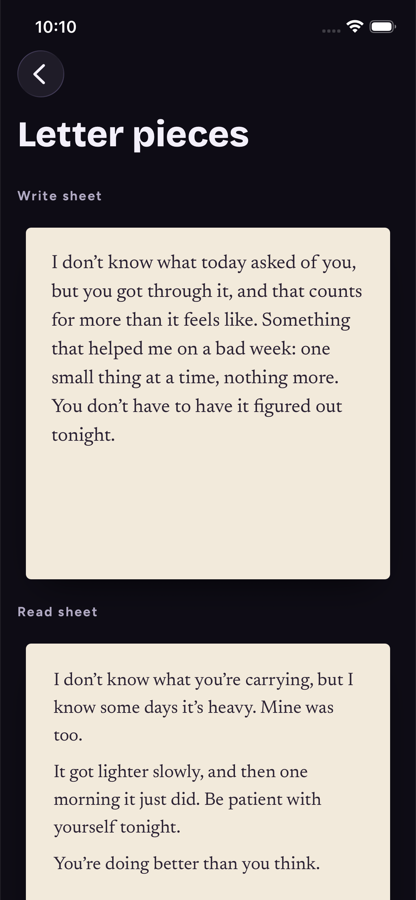 10:10
Letter pieces
Write sheet
I don’t know what today asked of you,
but you got through it, and that counts
for more than it feels like. Something
that helped me on a bad week: one
small thing at a time, nothing more.
You don’t have to have it figured out
tonight.
Read sheet
I don’t know what you’re carrying, but I
know some days it’s heavy. Mine was
too.
It got lighter slowly, and then one
morning it just did. Be patient with
yourself tonight.
You’re doing better than you think.